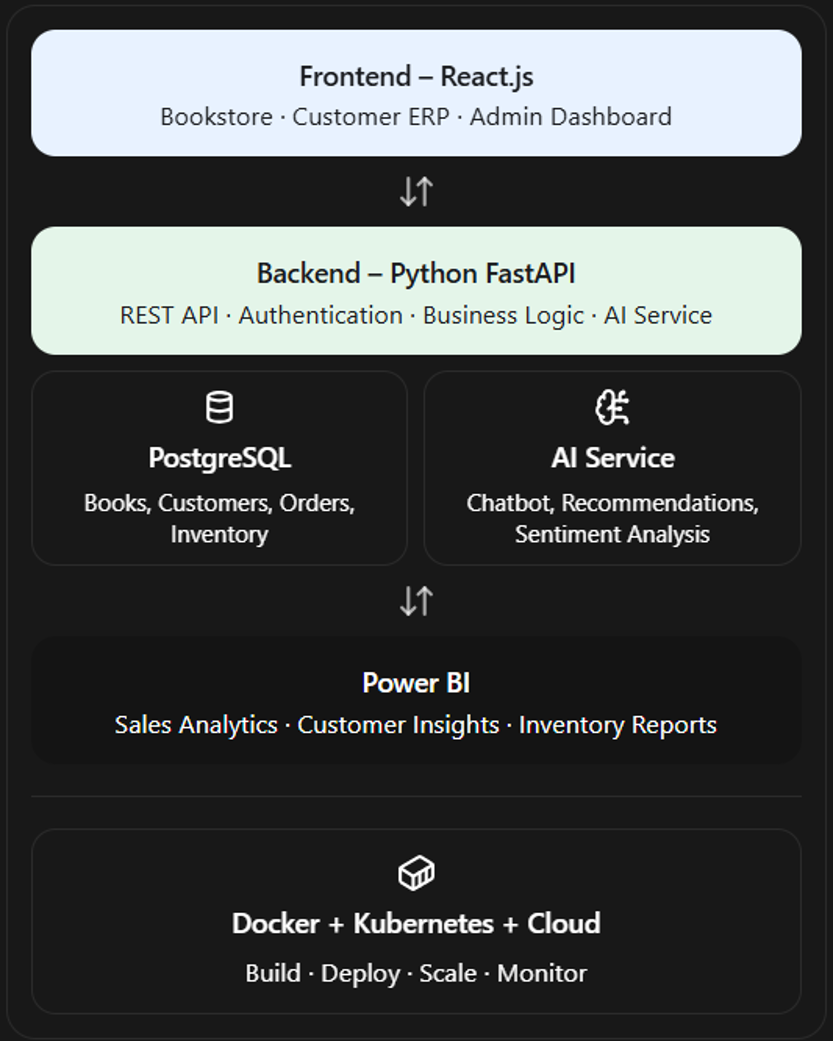 Frontend – React.js
Bookstore · Customer ERP · Admin Dashboard
Backend – Python FastAPI
REST API · Authentication · Business Logic · AI Service
PostgreSQL
Books, Customers, Orders,
Inventory
AI Service
Chatbot, Recommendations,
Sentiment Analysis
Power BI
Sales Analytics · Customer Insights · Inventory Reports
Docker + Kubernetes + Cloud
Build · Deploy · Scale · Monitor